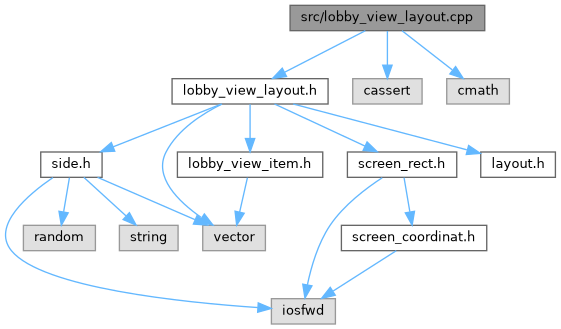 src/lobby_view_layout.cpp
lobby_view_layout.h
cassert
cmath
side.h
lobby_view_item.h
screen_rect.h
layout.h
random
string
vector
screen_coordinat.h
iosfwd